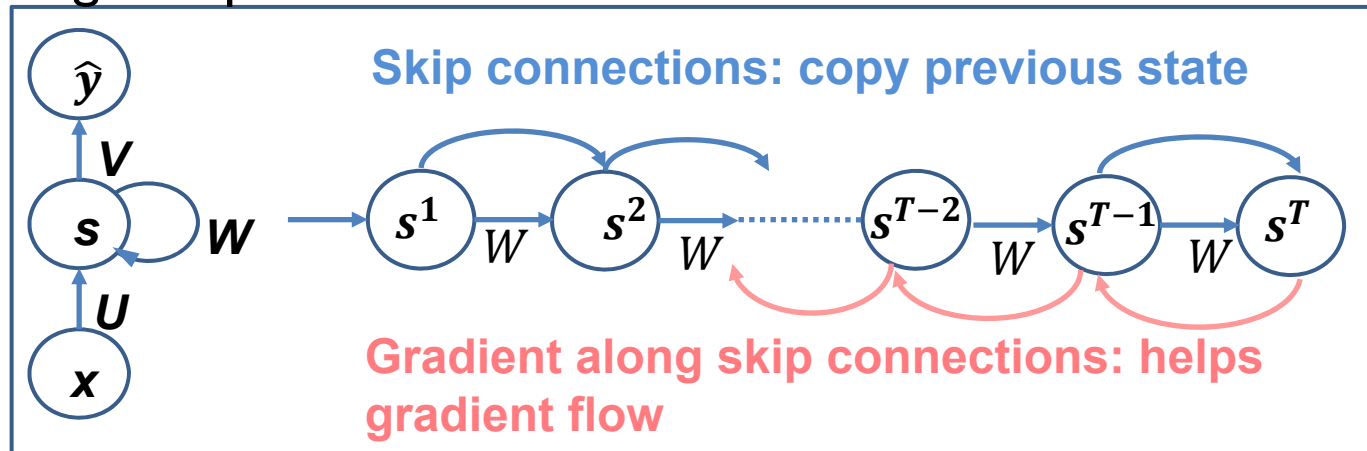 ŷ
Skip connections: copy previous state
V
s
W
s¹ W s² W s^{T-2} W s^{T-1} W s^T
U
x
Gradient along skip connections: helps
gradient flow